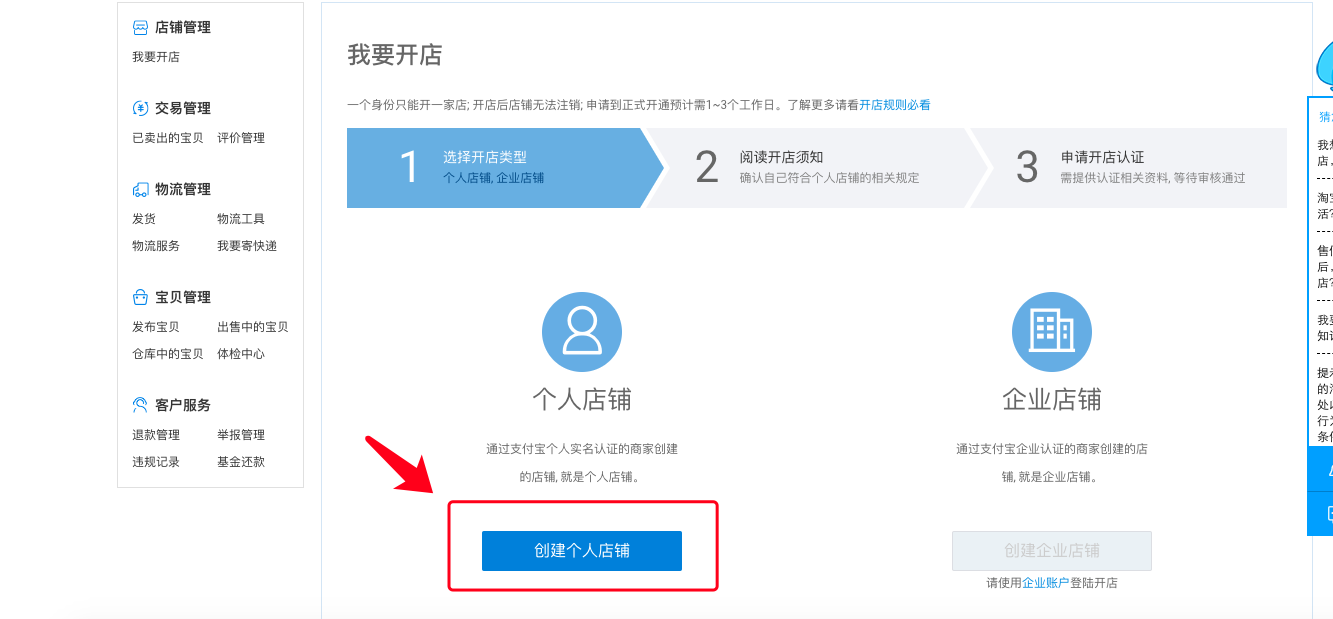 店铺管理
我要开店
交易管理
已卖出的宝贝 评价管理
物流管理
发货 物流工具
物流服务 我要寄快递
宝贝管理
发布宝贝 出售中的宝贝
仓库中的宝贝 体检中心
客户服务
退款管理 举报管理
违规记录 基金还款
我要开店
一个身份只能开一家店; 开店后店铺无法注销; 申请到正式开通预计需1~3个工作日。了解更多请看开店规则必看
1 选择开店类型
个人店铺, 企业店铺
2 阅读开店须知
确认自己符合个人店铺的相关规定
3 申请开店认证
需提供认证相关资料, 等待审核通过
个人店铺
通过支付宝个人实名认证的商家创建
的店铺, 就是个人店铺。
创建个人店铺
企业店铺
通过支付宝企业认证的商家创建的店
铺, 就是企业店铺。
创建企业店铺
请使用企业账户登陆开店
店,
活?
后,
店?
的